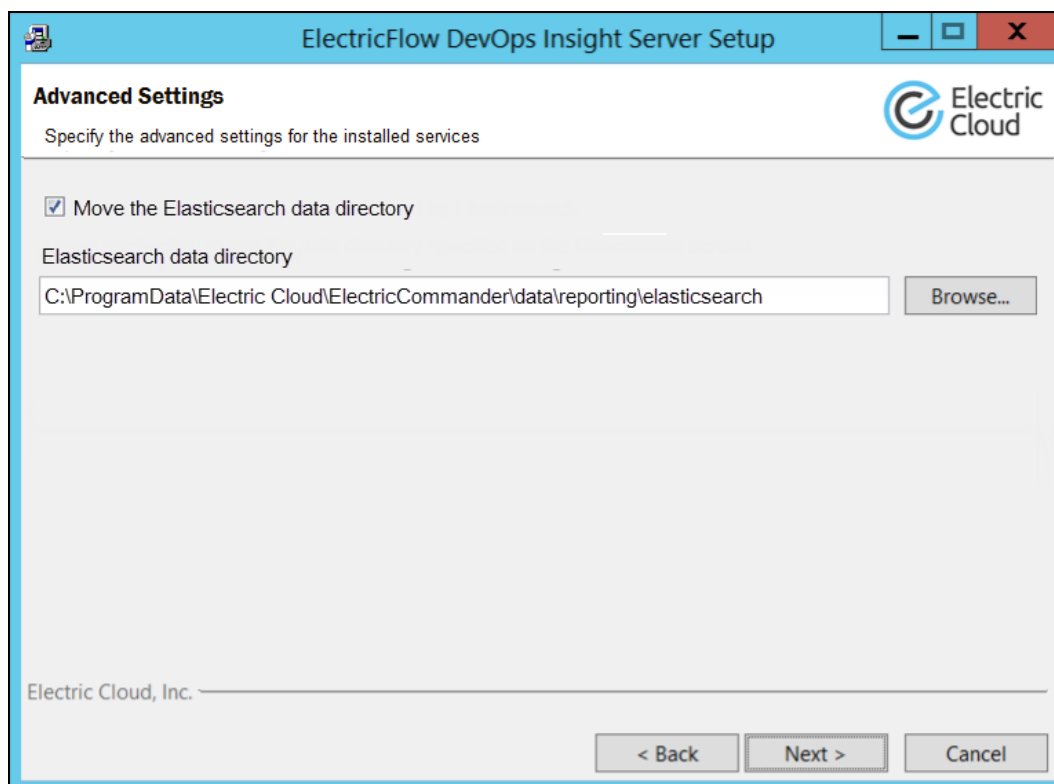 ElectricFlow DevOps Insight Server Setup
Advanced Settings
Specify the advanced settings for the installed services
Electric
Cloud
Move the Elasticsearch data directory
Elasticsearch data directory
C:\ProgramData\Electric Cloud\ElectricCommander\data\reporting\elasticsearch
Browse...
Electric Cloud, Inc.
< Back
Next >
Cancel